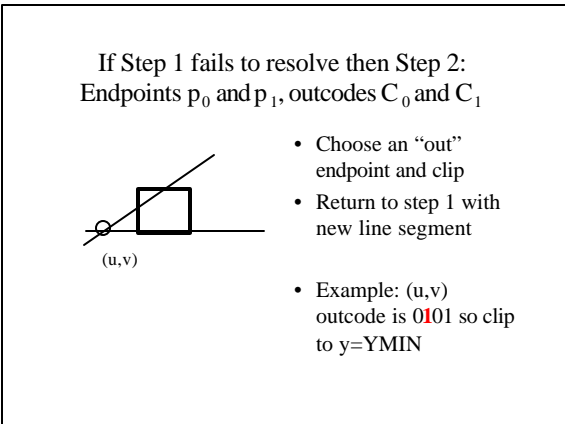 If Step 1 fails to resolve then Step 2:
Endpoints p0 and p1, outcodes C0 and C1
• Choose an “out”
endpoint and clip
• Return to step 1 with
new line segment
(u,v)
• Example: (u,v)
outcode is 0101 so clip
to y=YMIN